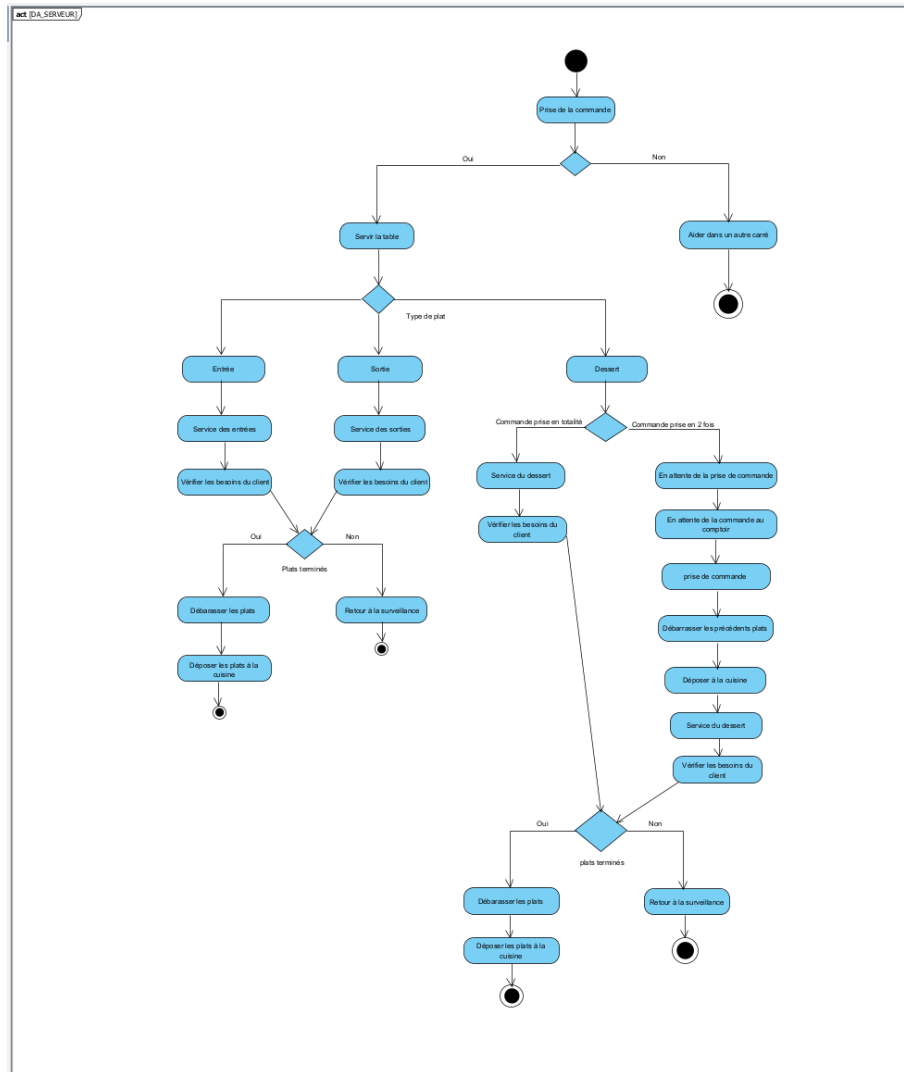 act [DA_SERVEUR]
Prise de la commande
Oui
Non
Servir la table
Aider dans un autre carré
Type de plat
Entrée
Sortie
Dessert
Commande prise en totalité
Commande prise en 2 fois
Service des entrées
Service des sorties
Vérifier les besoins du client
Vérifier les besoins du client
Service du dessert
En attente de la prise de commande
Vérifier les besoins du
client
En attente de la commande au
comptoir
Oui
Non
Plats terminés
prise de commande
Débarasser les plats
Retour à la surveillance
Débarrasser les précédents plats
Déposer les plats à la
cuisine
Déposer à la cuisine
Service du dessert
Vérifier les besoins du
client
Oui
Non
plats terminés
Débarasser les plats
Retour à la surveillance
Déposer les plats à la
cuisine